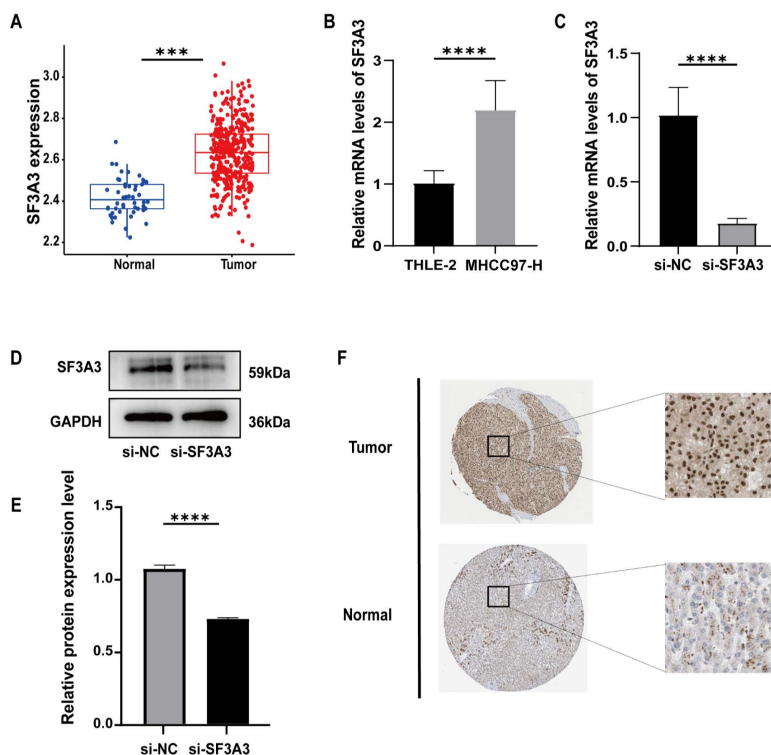 A
SF3A3 expression
3.0
2.8
2.6
2.4
2.2
***
Normal
Tumor
B
Relative mRNA levels of SF3A3
3
2
1
0
****
THLE-2
MHCC97-H
C
Relative mRNA levels of SF3A3
1.5
1.0
0.5
0.0
****
si-NC
si-SF3A3
D
SF3A3
59kDa
GAPDH
36kDa
si-NC si-SF3A3
E
Relative protein expression level
1.5
1.0
0.5
0.0
****
si-NC
si-SF3A3
F
Tumor
Normal